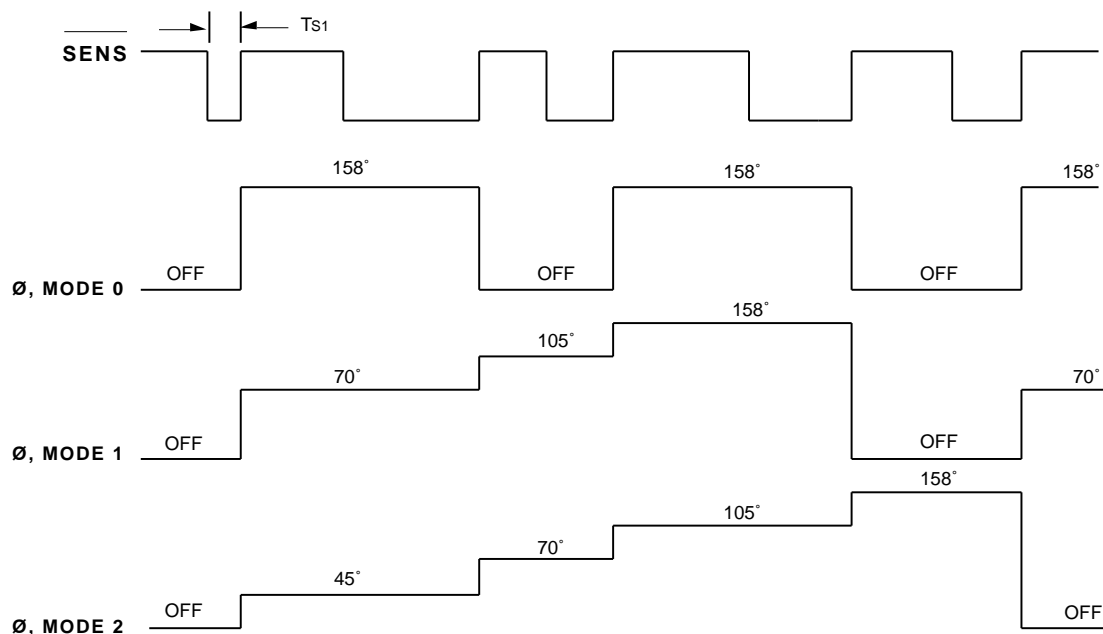 TS1
SENS
158° 158° 158°
OFF OFF OFF
Ø, MODE 0
158°
105°
70° 70°
OFF OFF
Ø, MODE 1
158°
105°
70°
45°
OFF OFF
Ø, MODE 2